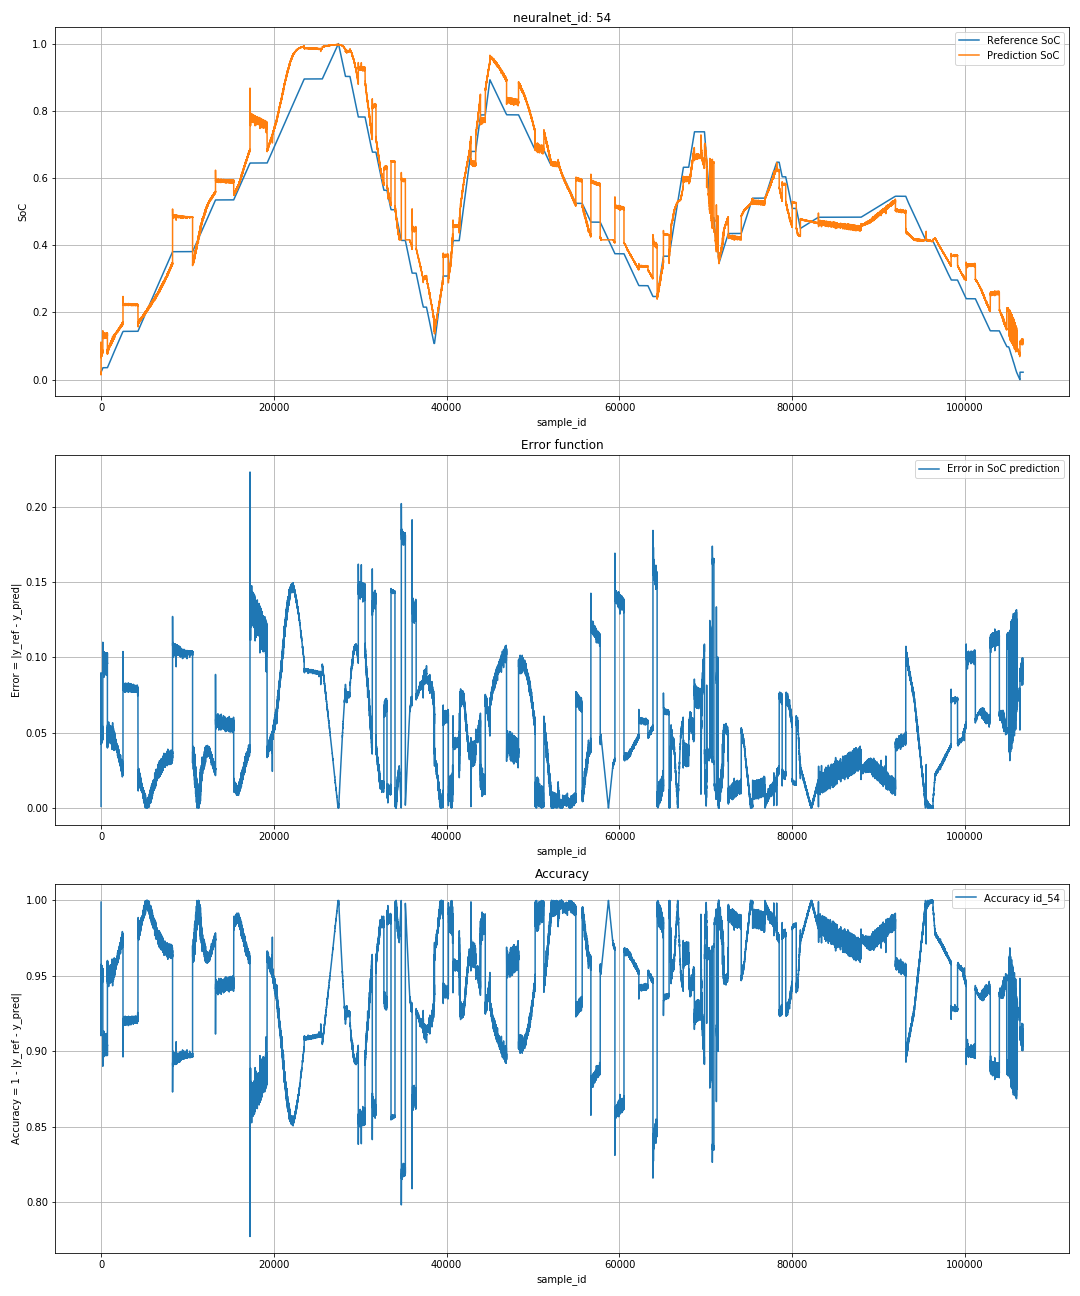 neuralnet_id: 54
Reference SoC
Prediction SoC
1.0
0.8
0.6
0.4
0.2
0.0
SoC
0 20000 40000 60000 80000 100000
sample_id
Error function
Error in SoC prediction
0.20
0.15
0.10
0.05
0.00
Error = |y_ref - y_pred|
0 20000 40000 60000 80000 100000
sample_id
Accuracy
Accuracy id_54
1.00
0.95
0.90
0.85
0.80
Accuracy = 1 - |y_ref - y_pred|
0 20000 40000 60000 80000 100000
sample_id